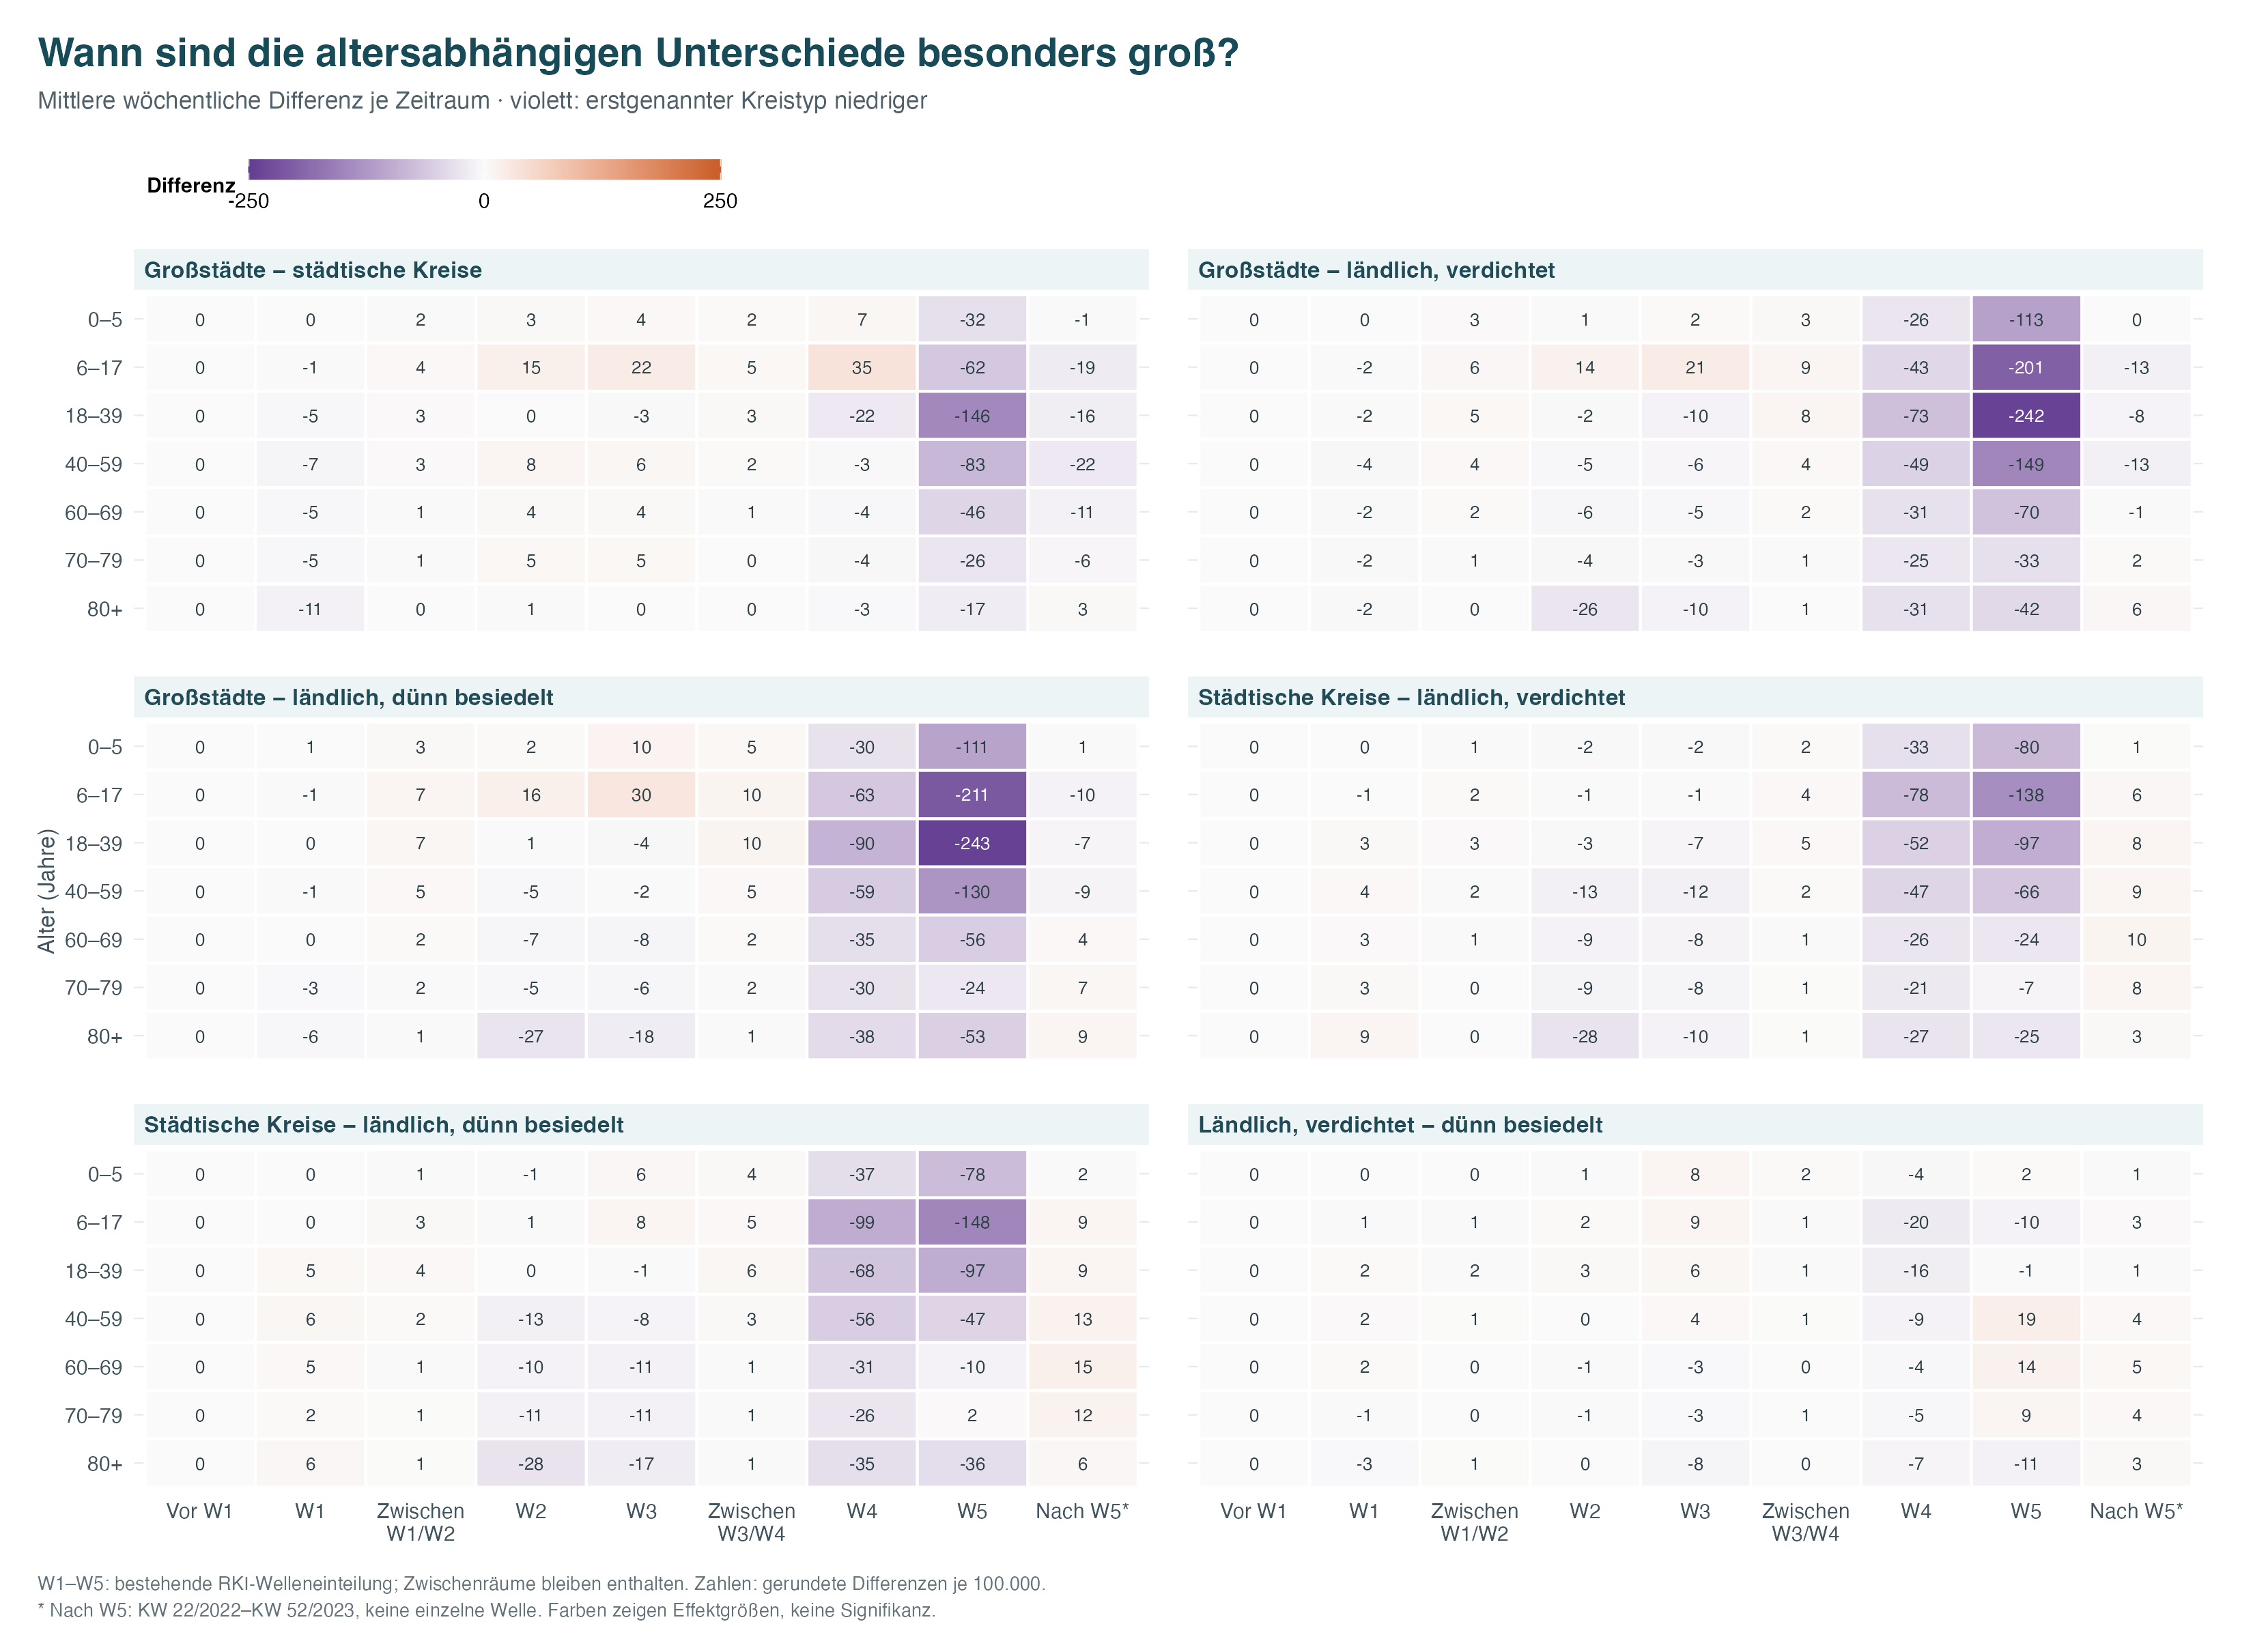 Wann sind die altersabhängigen Unterschiede besonders groß?
Mittlere wöchentliche Differenz je Zeitraum · violett: erstgenannter Kreistyp niedriger
Differenz
-250 0 250
Großstädte – städtische Kreise
0–5 0 0 2 3 4 2 7 -32 -1
6–17 0 -1 4 15 22 5 35 -62 -19
18–39 0 -5 3 0 -3 3 -22 -146 -16
40–59 0 -7 3 8 6 2 -3 -83 -22
60–69 0 -5 1 4 4 1 -4 -46 -11
70–79 0 -5 1 5 5 0 -4 -26 -6
80+ 0 -11 0 1 0 0 -3 -17 3
Großstädte – ländlich, verdichtet
0 0 3 1 2 3 -26 -113 0
0 -2 6 14 21 9 -43 -201 -13
0 -2 5 -2 -10 8 -73 -242 -8
0 -4 4 -5 -6 4 -49 -149 -13
0 -2 2 -6 -5 2 -31 -70 -1
0 -2 1 -4 -3 1 -25 -33 2
0 -2 0 -26 -10 1 -31 -42 6
Alter (Jahre)
Großstädte – ländlich, dünn besiedelt
0–5 0 1 3 2 10 5 -30 -111 1
6–17 0 -1 7 16 30 10 -63 -211 -10
18–39 0 0 7 1 -4 10 -90 -243 -7
40–59 0 -1 5 -5 -2 5 -59 -130 -9
60–69 0 0 2 -7 -8 2 -35 -56 4
70–79 0 -3 2 -5 -6 2 -30 -24 7
80+ 0 -6 1 -27 -18 1 -38 -53 9
Städtische Kreise – ländlich, verdichtet
0 0 1 -2 -2 2 -33 -80 1
0 -1 2 -1 -1 4 -78 -138 6
0 3 3 -3 -7 5 -52 -97 8
0 4 2 -13 -12 2 -47 -66 9
0 3 1 -9 -8 1 -26 -24 10
0 3 0 -9 -8 1 -21 -7 8
0 9 0 -28 -10 1 -27 -25 3
Städtische Kreise – ländlich, dünn besiedelt
0–5 0 0 1 -1 6 4 -37 -78 2
6–17 0 0 3 1 8 5 -99 -148 9
18–39 0 5 4 0 -1 6 -68 -97 9
40–59 0 6 2 -13 -8 3 -56 -47 13
60–69 0 5 1 -10 -11 1 -31 -10 15
70–79 0 2 1 -11 -11 1 -26 2 12
80+ 0 6 1 -28 -17 1 -35 -36 6
Vor W1 W1 Zwischen W2 W3 Zwischen W4 W5 Nach W5*
W1/W2 W3/W4
Ländlich, verdichtet – dünn besiedelt
0 0 0 1 8 2 -4 2 1
0 1 1 2 9 1 -20 -10 3
0 2 2 3 6 1 -16 -1 1
0 2 1 0 4 1 -9 19 4
0 2 0 -1 -3 0 -4 14 5
0 -1 0 -1 -3 1 -5 9 4
0 -3 1 0 -8 0 -7 -11 3
Vor W1 W1 Zwischen W2 W3 Zwischen W4 W5 Nach W5*
W1/W2 W3/W4
W1–W5: bestehende RKI-Welleneinteilung; Zwischenräume bleiben enthalten. Zahlen: gerundete Differenzen je 100.000.
* Nach W5: KW 22/2022–KW 52/2023, keine einzelne Welle. Farben zeigen Effektgrößen, keine Signifikanz.